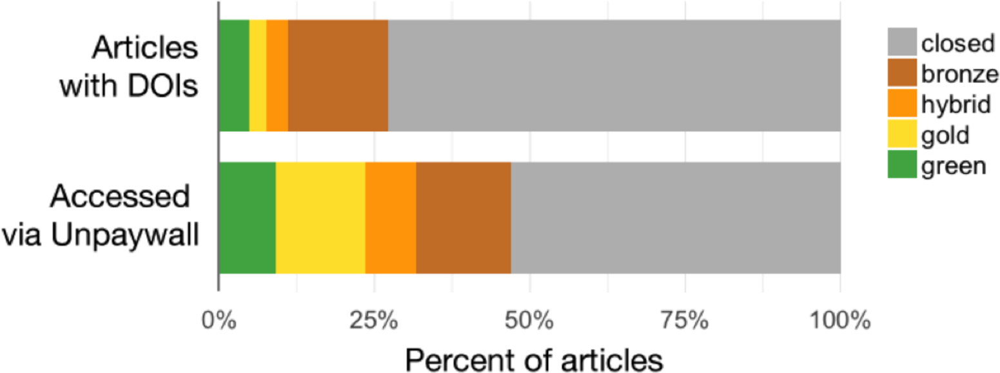 Articles
with DOIs
Accessed
via Unpaywall
0%
25%
50%
75%
100%
Percent of articles
closed
bronze
hybrid
gold
green